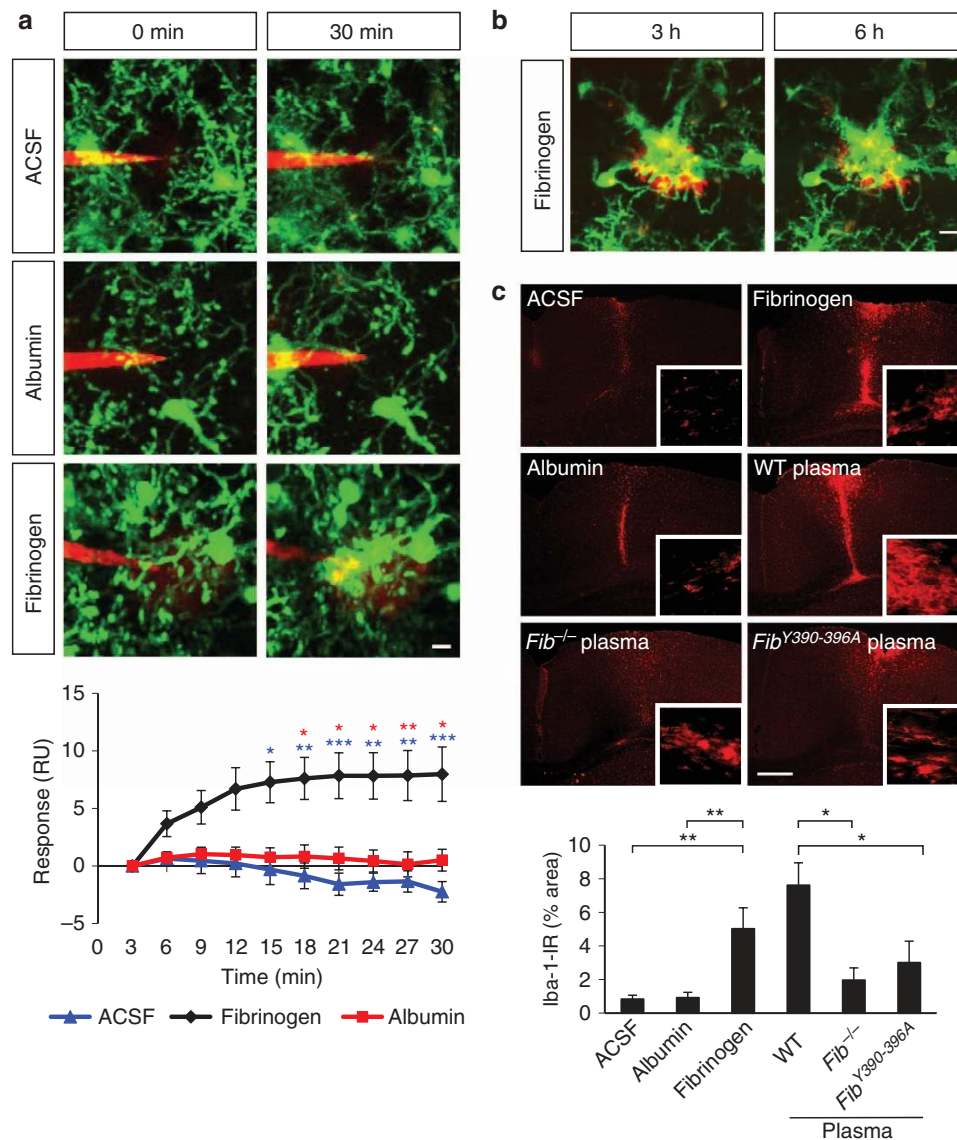 a
0 min 30 min
ACSF
Albumin
Fibrinogen
15
10
5
0
–5
Response (RU)
* ** * ** *
* ** *** ** ** ***
0 3 6 9 12 15 18 21 24 27 30
Time (min)
ACSF Fibrinogen Albumin
b
3 h 6 h
Fibrinogen
c
ACSF Fibrinogen
Albumin WT plasma
Fib–/– plasma FibY390-396A plasma
** *
** *
10
8
6
4
2
0
Iba-1-IR (% area)
ACSF Albumin Fibrinogen WT Fib–/– FibY390-396A
Plasma